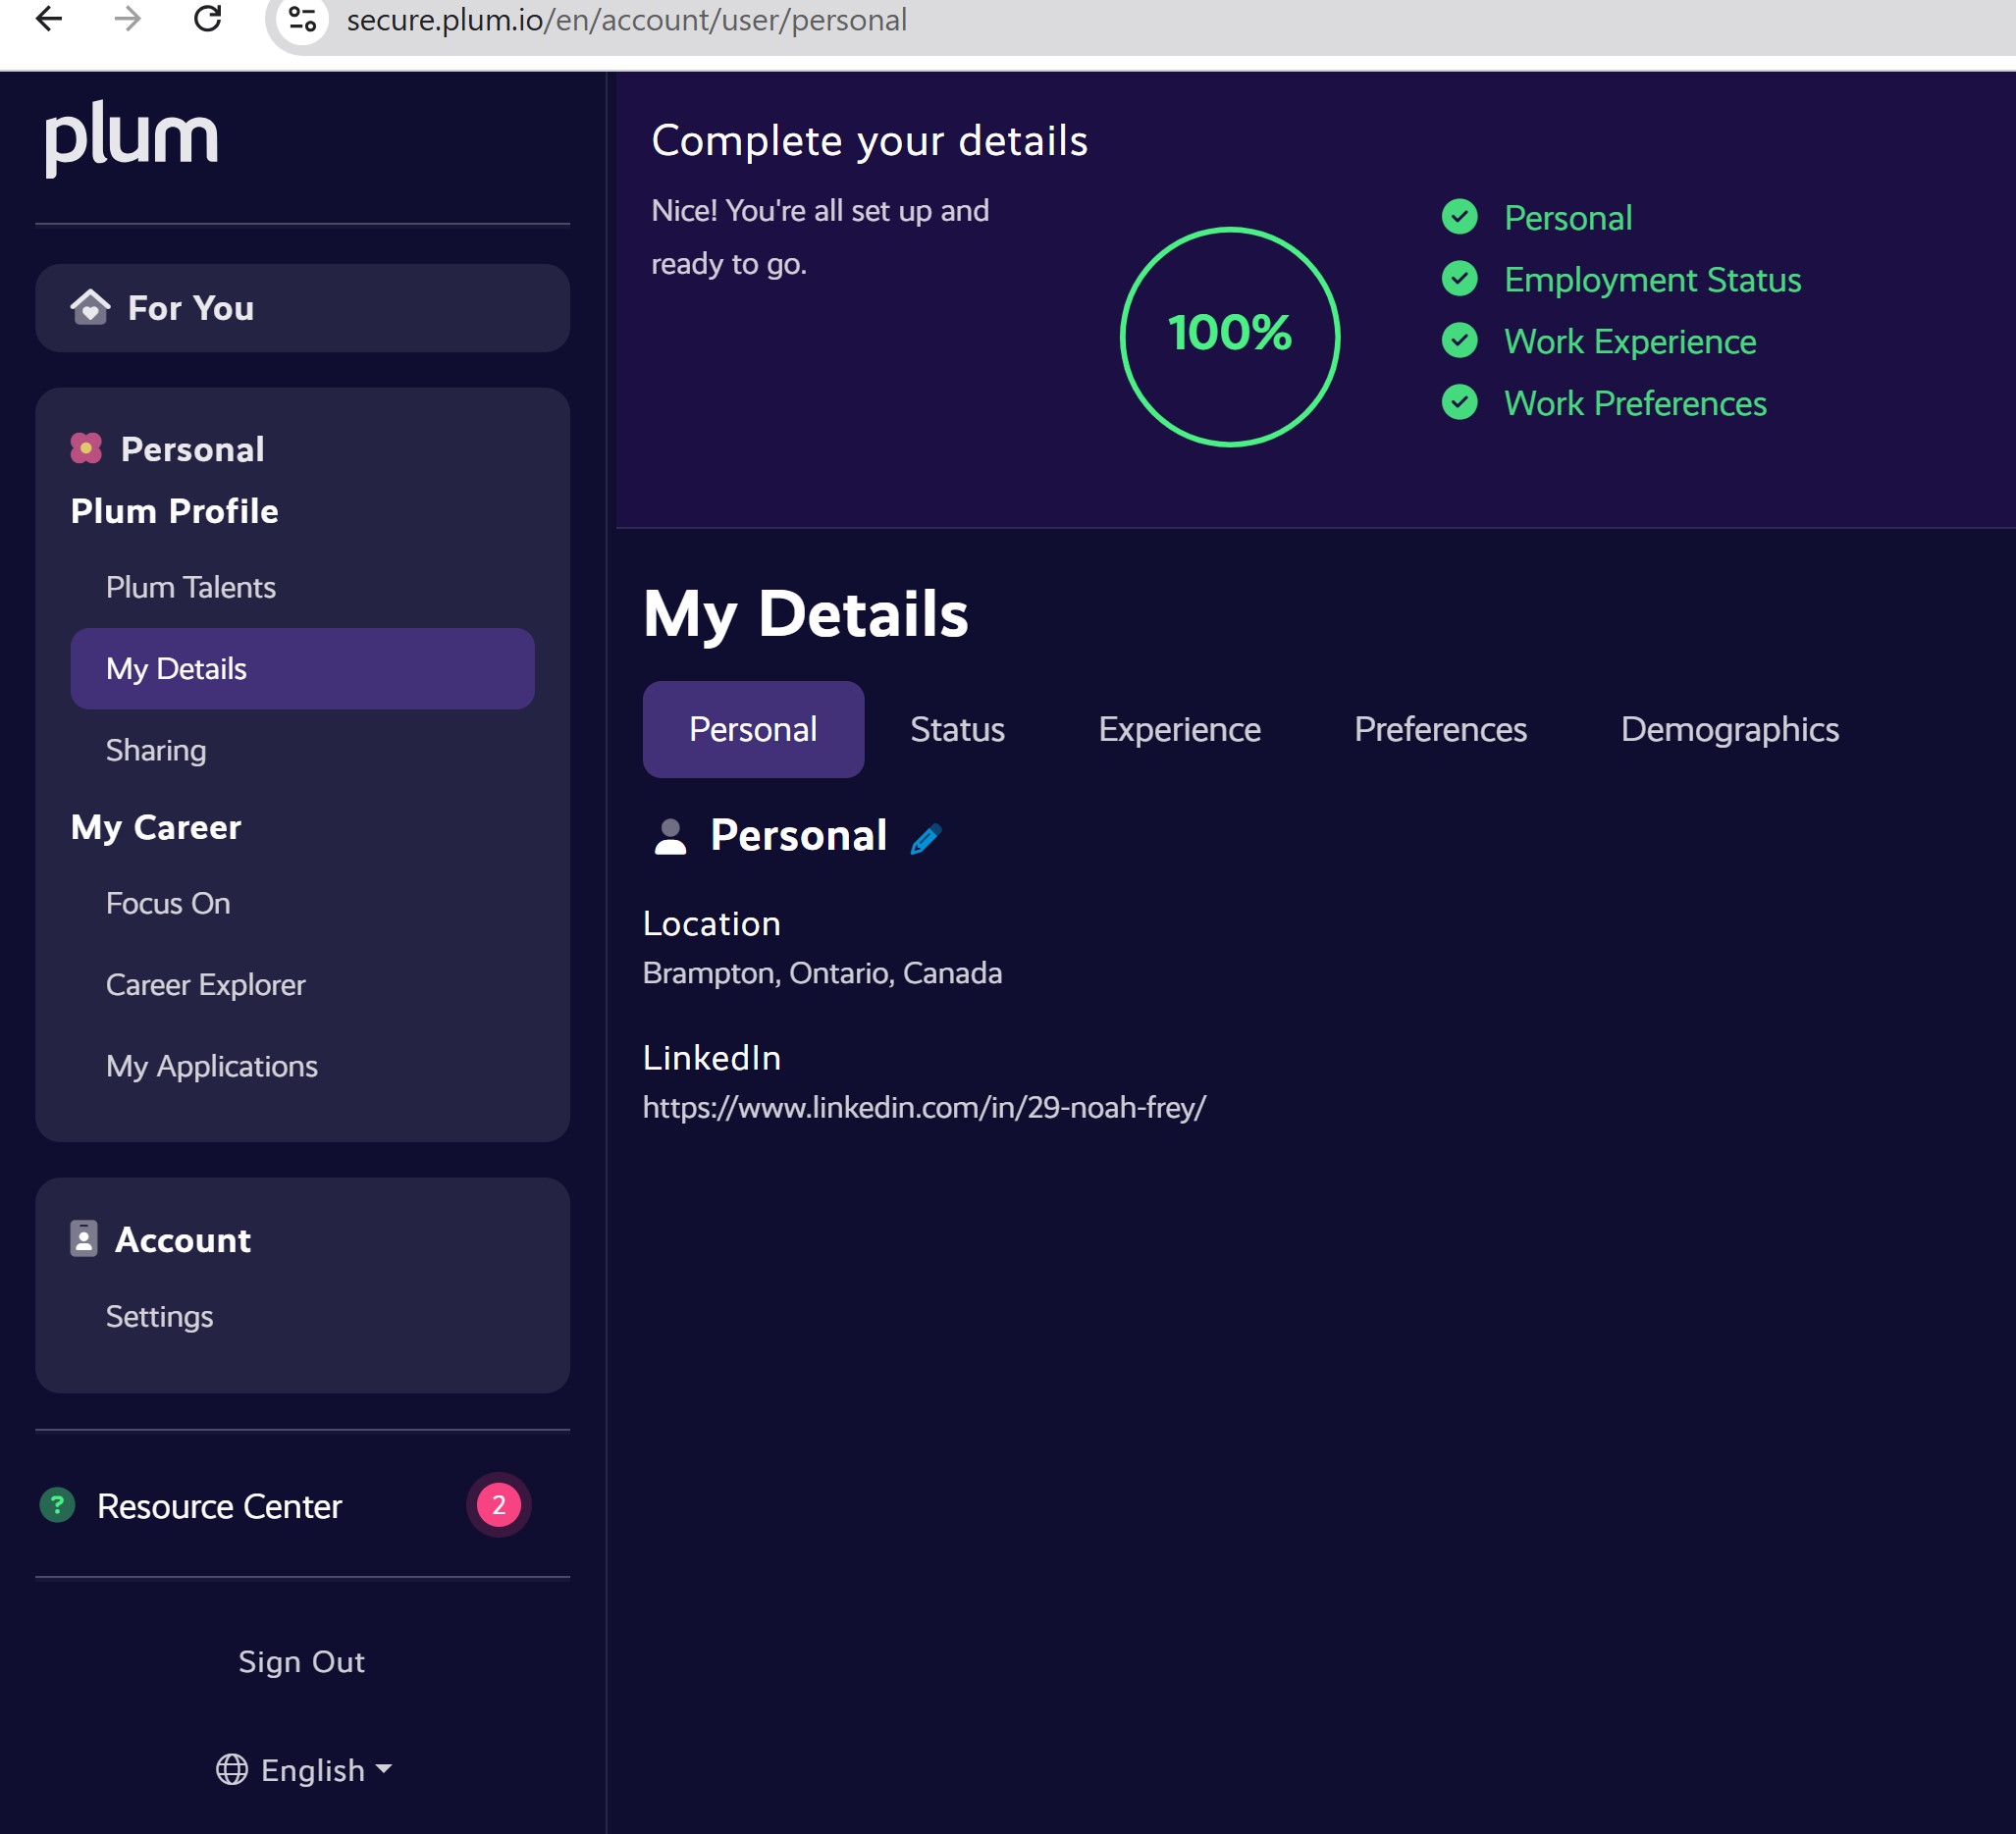 secure.plum.io/en/account/user/personal
plum
For You
Personal
Plum Profile
Plum Talents
My Details
Sharing
My Career
Focus On
Career Explorer
My Applications
Account
Settings
? Resource Center 2
Sign Out
English
Complete your details
Nice! You're all set up and
ready to go.
100%
Personal
Employment Status
Work Experience
Work Preferences
My Details
Personal Status Experience Preferences Demographics
Personal
Location
Brampton, Ontario, Canada
LinkedIn
https://www.linkedin.com/in/29-noah-frey/